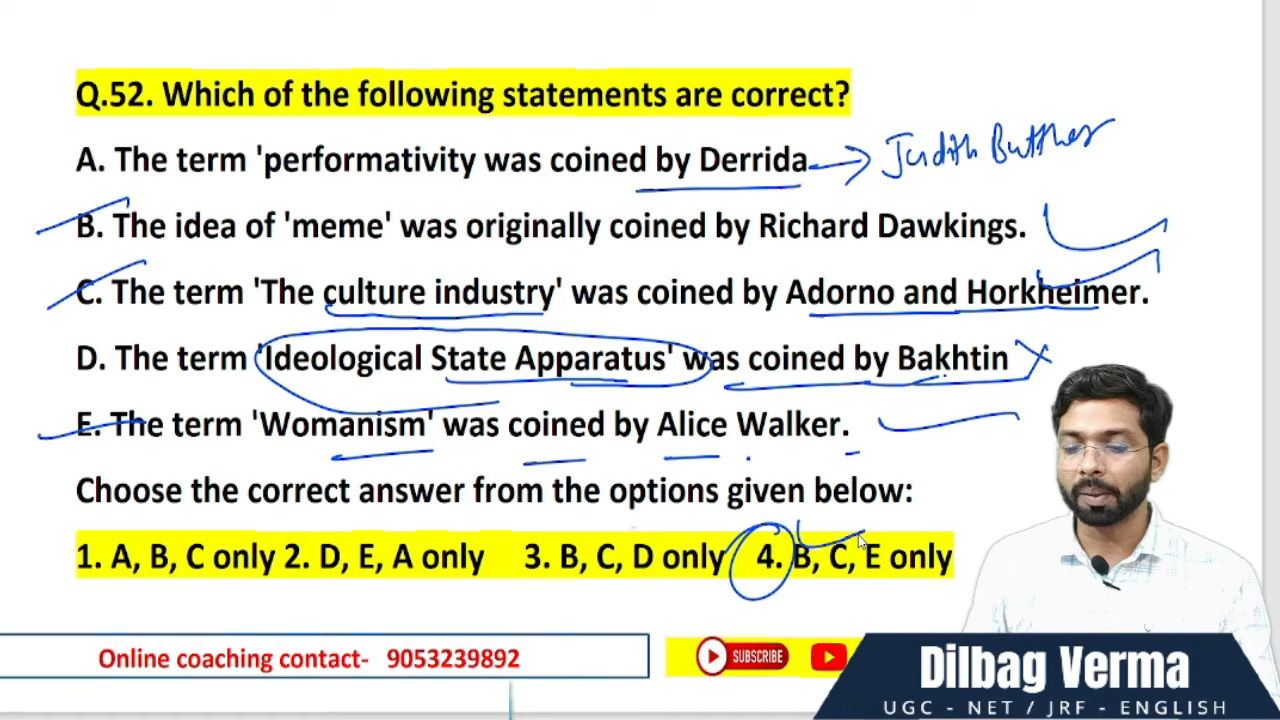 Q.52. Which of the following statements are correct?
A. The term 'performativity was coined by Derrida → Judith Butther
B. The idea of 'meme' was originally coined by Richard Dawkings.
C. The term 'The culture industry' was coined by Adorno and Horkheimer.
D. The term 'Ideological State Apparatus' was coined by Bakhtin
E. The term 'Womanism' was coined by Alice Walker.
Choose the correct answer from the options given below:
1. A, B, C only 2. D, E, A only 3. B, C, D only 4. B, C, E only
Online coaching contact- 9053239892
SUBSCRIBE
Dilbag Verma
UGC - NET / JRF - ENGLISH